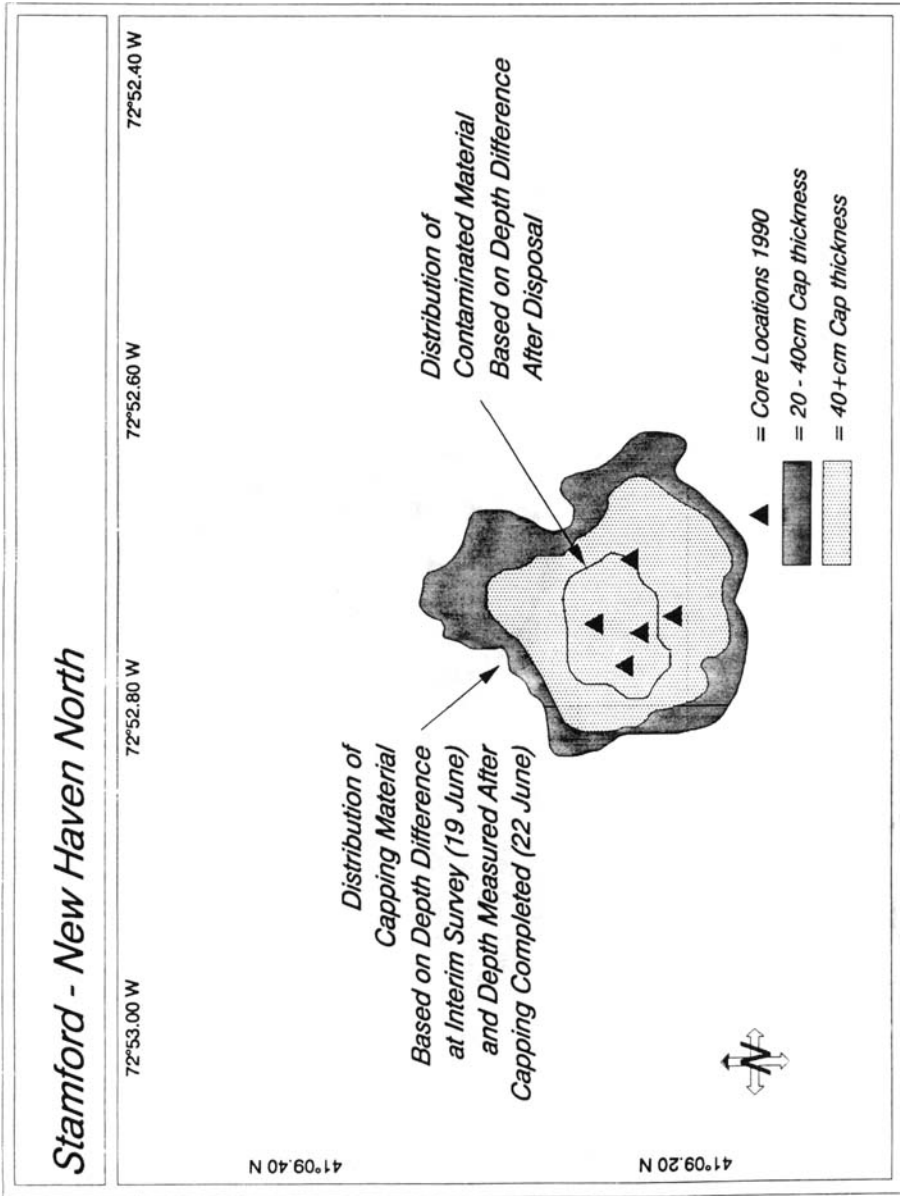 Stamford - New Haven North
72°53.00 W
72°52.80 W
72°52.60 W
72°52.40 W
41°09.40 N
41°09.20 N
Distribution of
Capping Material
Based on Depth Difference
at Interim Survey (19 June)
and Depth Measured After
Capping Completed (22 June)
Distribution of
Contaminated Material
Based on Depth Difference
After Disposal
= Core Locations 1990
= 20 - 40cm Cap thickness
= 40+cm Cap thickness
N